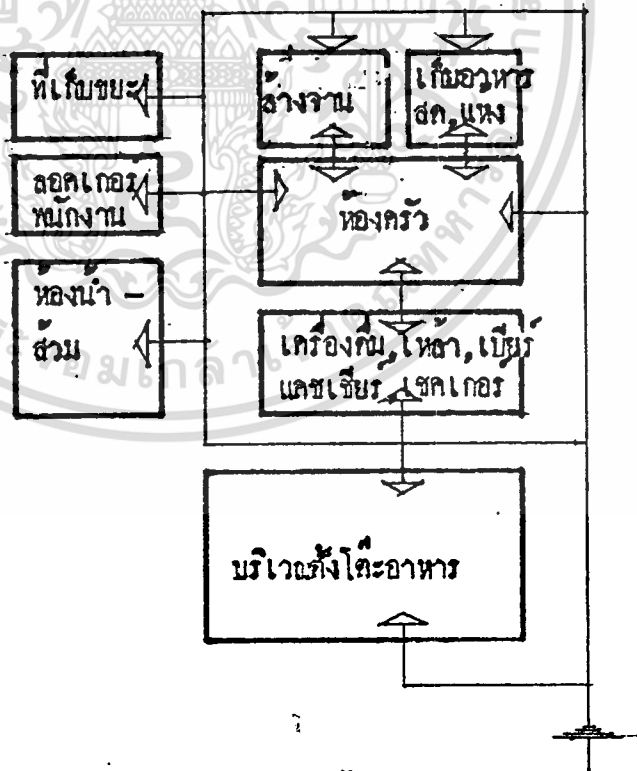 ที่เก็บขยะ
ล้างจาน
เก็บอาหาร
สด,แหง
ลอคเกอร์
พนักงาน
ห้องครัว
ห้องน้ำ –
ส้วม
เครื่องดื่ม,เหล้า,เบียร์
แคชเชียร์,เชคเกอร์
บริเวณตั้งโต๊ะอาหาร